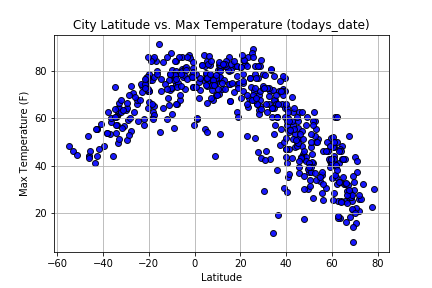 City Latitude vs. Max Temperature (todays_date)
Max Temperature (F)
80
60
40
20
−60 −40 −20 0 20 40 60 80
Latitude